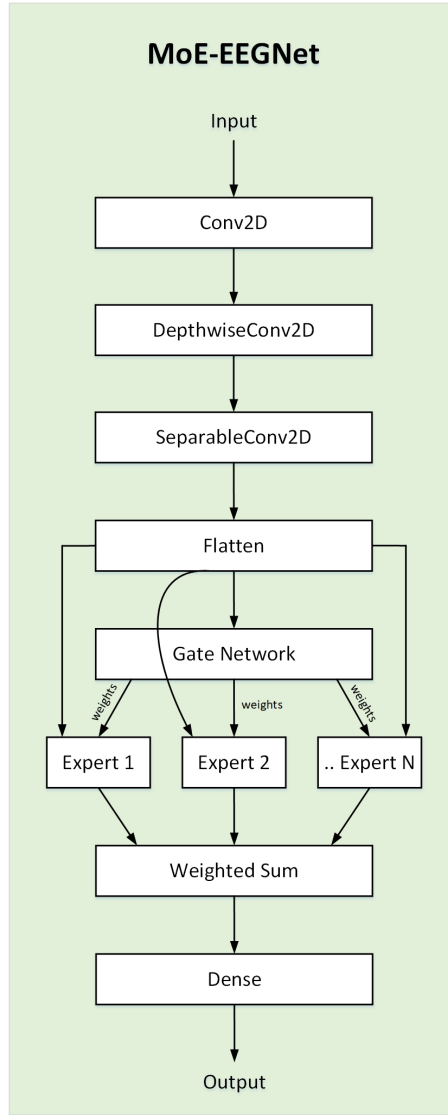 MoE-EEGNet
Input
Conv2D
DepthwiseConv2D
SeparableConv2D
Flatten
Gate Network
weights
weights
weights
Expert 1
Expert 2
.. Expert N
Weighted Sum
Dense
Output